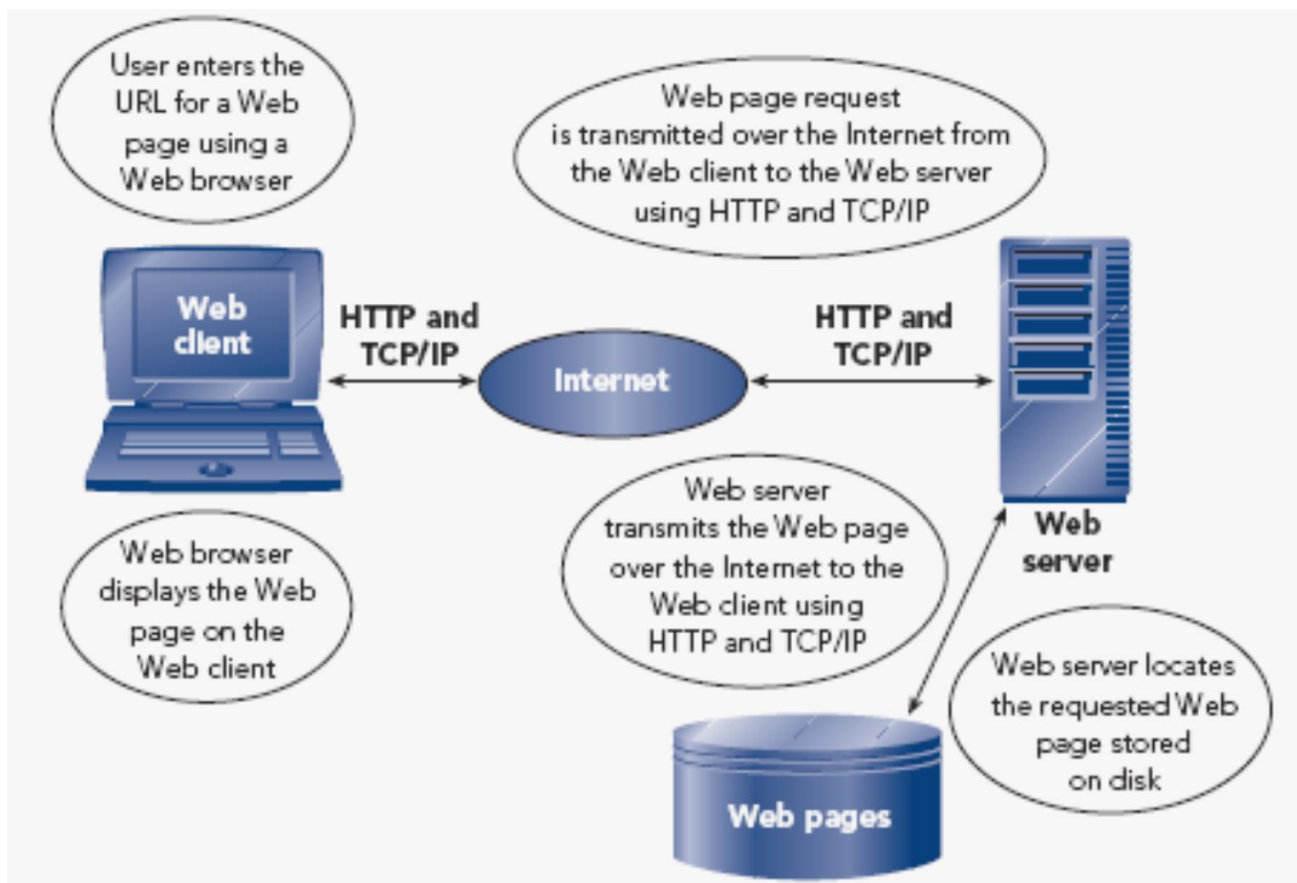 User enters the
URL for a Web
page using a
Web browser
Web page request
is transmitted over the Internet from
the Web client to the Web server
using HTTP and TCP/IP
Web
client
HTTP and
TCP/IP
Internet
HTTP and
TCP/IP
Web server
transmits the Web page
over the Internet to the
Web client using
HTTP and TCP/IP
Web
server
Web browser
displays the Web
page on the
Web client
Web server locates
the requested Web
page stored
on disk
Web pages